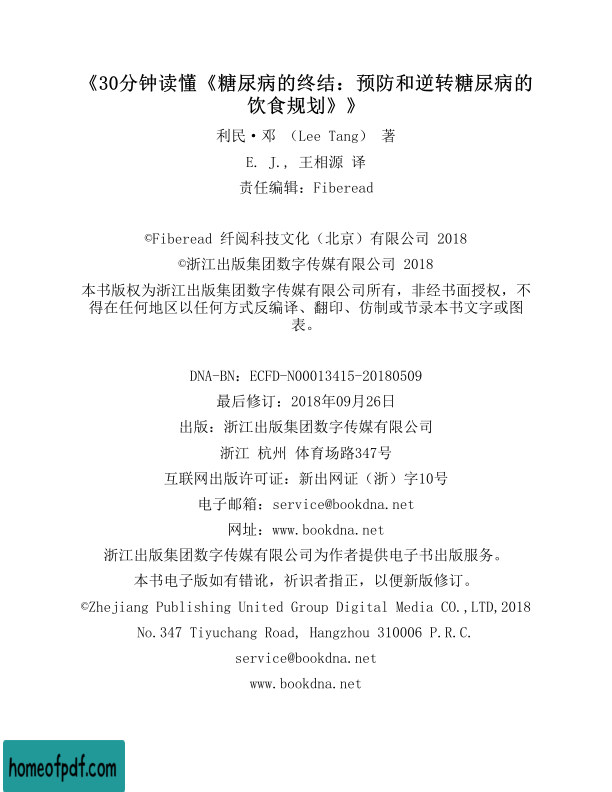 《30分钟读懂《糖尿病的终结：预防和逆转糖尿病的
饮食规划》》
利民·邓 （Lee Tang） 著
E. J., 王相源 译
责任编辑：Fiberead
©Fiberead 纤阅科技文化（北京）有限公司 2018
©浙江出版集团数字传媒有限公司 2018
本书版权为浙江出版集团数字传媒有限公司所有，非经书面授权，不
得在任何地区以任何方式反编译、翻印、仿制或节录本书文字或图
表。
DNA-BN：ECFD-N00013415-20180509
最后修订：2018年09月26日
出版：浙江出版集团数字传媒有限公司
浙江 杭州 体育场路347号
互联网出版许可证：新出网证（浙）字10号
电子邮箱：service@bookdna.net
网址：www.bookdna.net
浙江出版集团数字传媒有限公司为作者提供电子书出版服务。
本书电子版如有错讹，祈识者指正，以便新版修订。
©Zhejiang Publishing United Group Digital Media CO.,LTD,2018
No.347 Tiyuchang Road, Hangzhou 310006 P.R.C.
service@bookdna.net
www.bookdna.net
homeofpdf.com